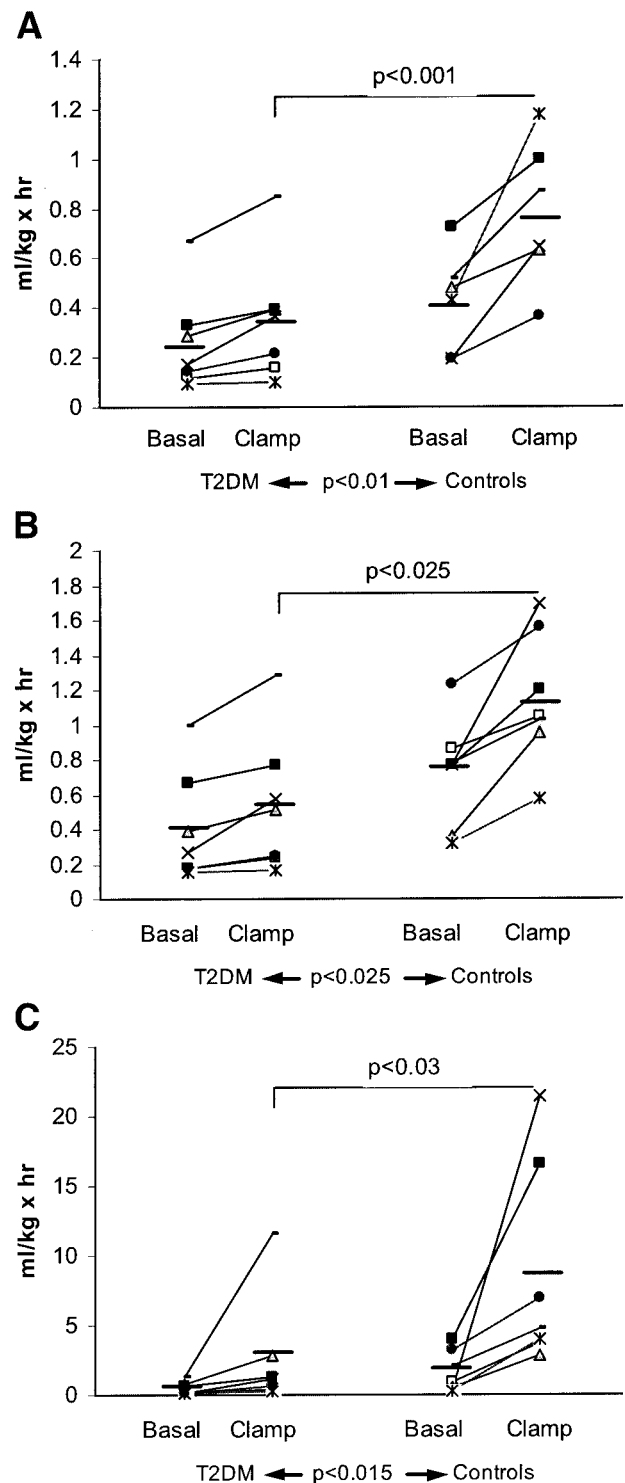 A
1.4
p<0.001
1.2
1
0.8
0.6
0.4
0.2
0
ml/kg x hr
Basal Clamp Basal Clamp
T2DM p<0.01 Controls
B
2
p<0.025
1.8
1.6
1.4
1.2
1
0.8
0.6
0.4
0.2
0
ml/kg x hr
Basal Clamp Basal Clamp
T2DM p<0.025 Controls
C
25
p<0.03
20
15
10
5
0
ml/kg x hr
Basal Clamp Basal Clamp
T2DM p<0.015 Controls